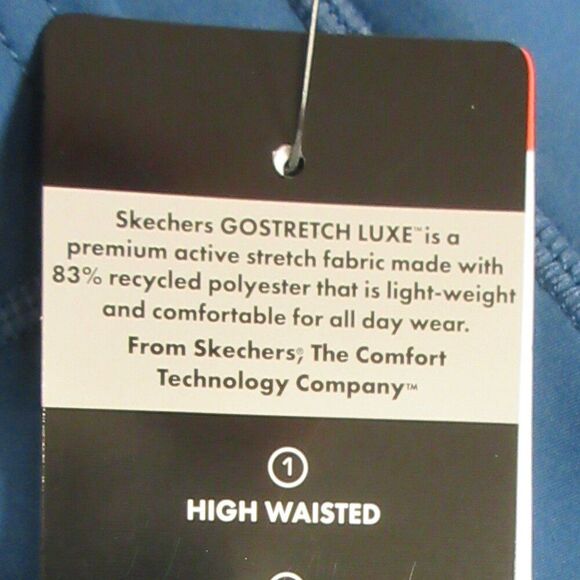 Skechers GOSTRETCH LUXE™ is a
premium active stretch fabric made with
83% recycled polyester that is light-weight
and comfortable for all day wear.
From Skechers®, The Comfort
Technology Company™
1
HIGH WAISTED